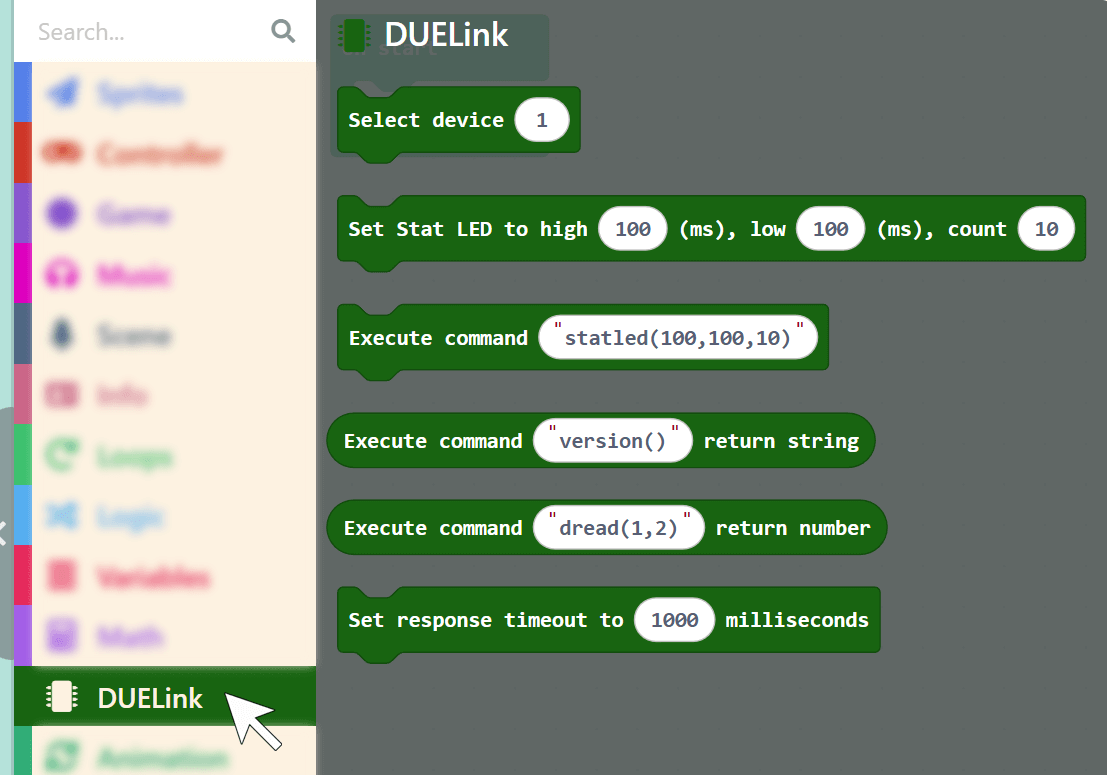 Search...
Sprites
Controller
Game
Music
Scene
Info
Loops
Logic
Variables
Math
DUELink
Animation
DUELink
on start
Select device 1
Set Stat LED to high 100 (ms), low 100 (ms), count 10
Execute command "statled(100,100,10)"
Execute command "version()" return string
Execute command "dread(1,2)" return number
Set response timeout to 1000 milliseconds